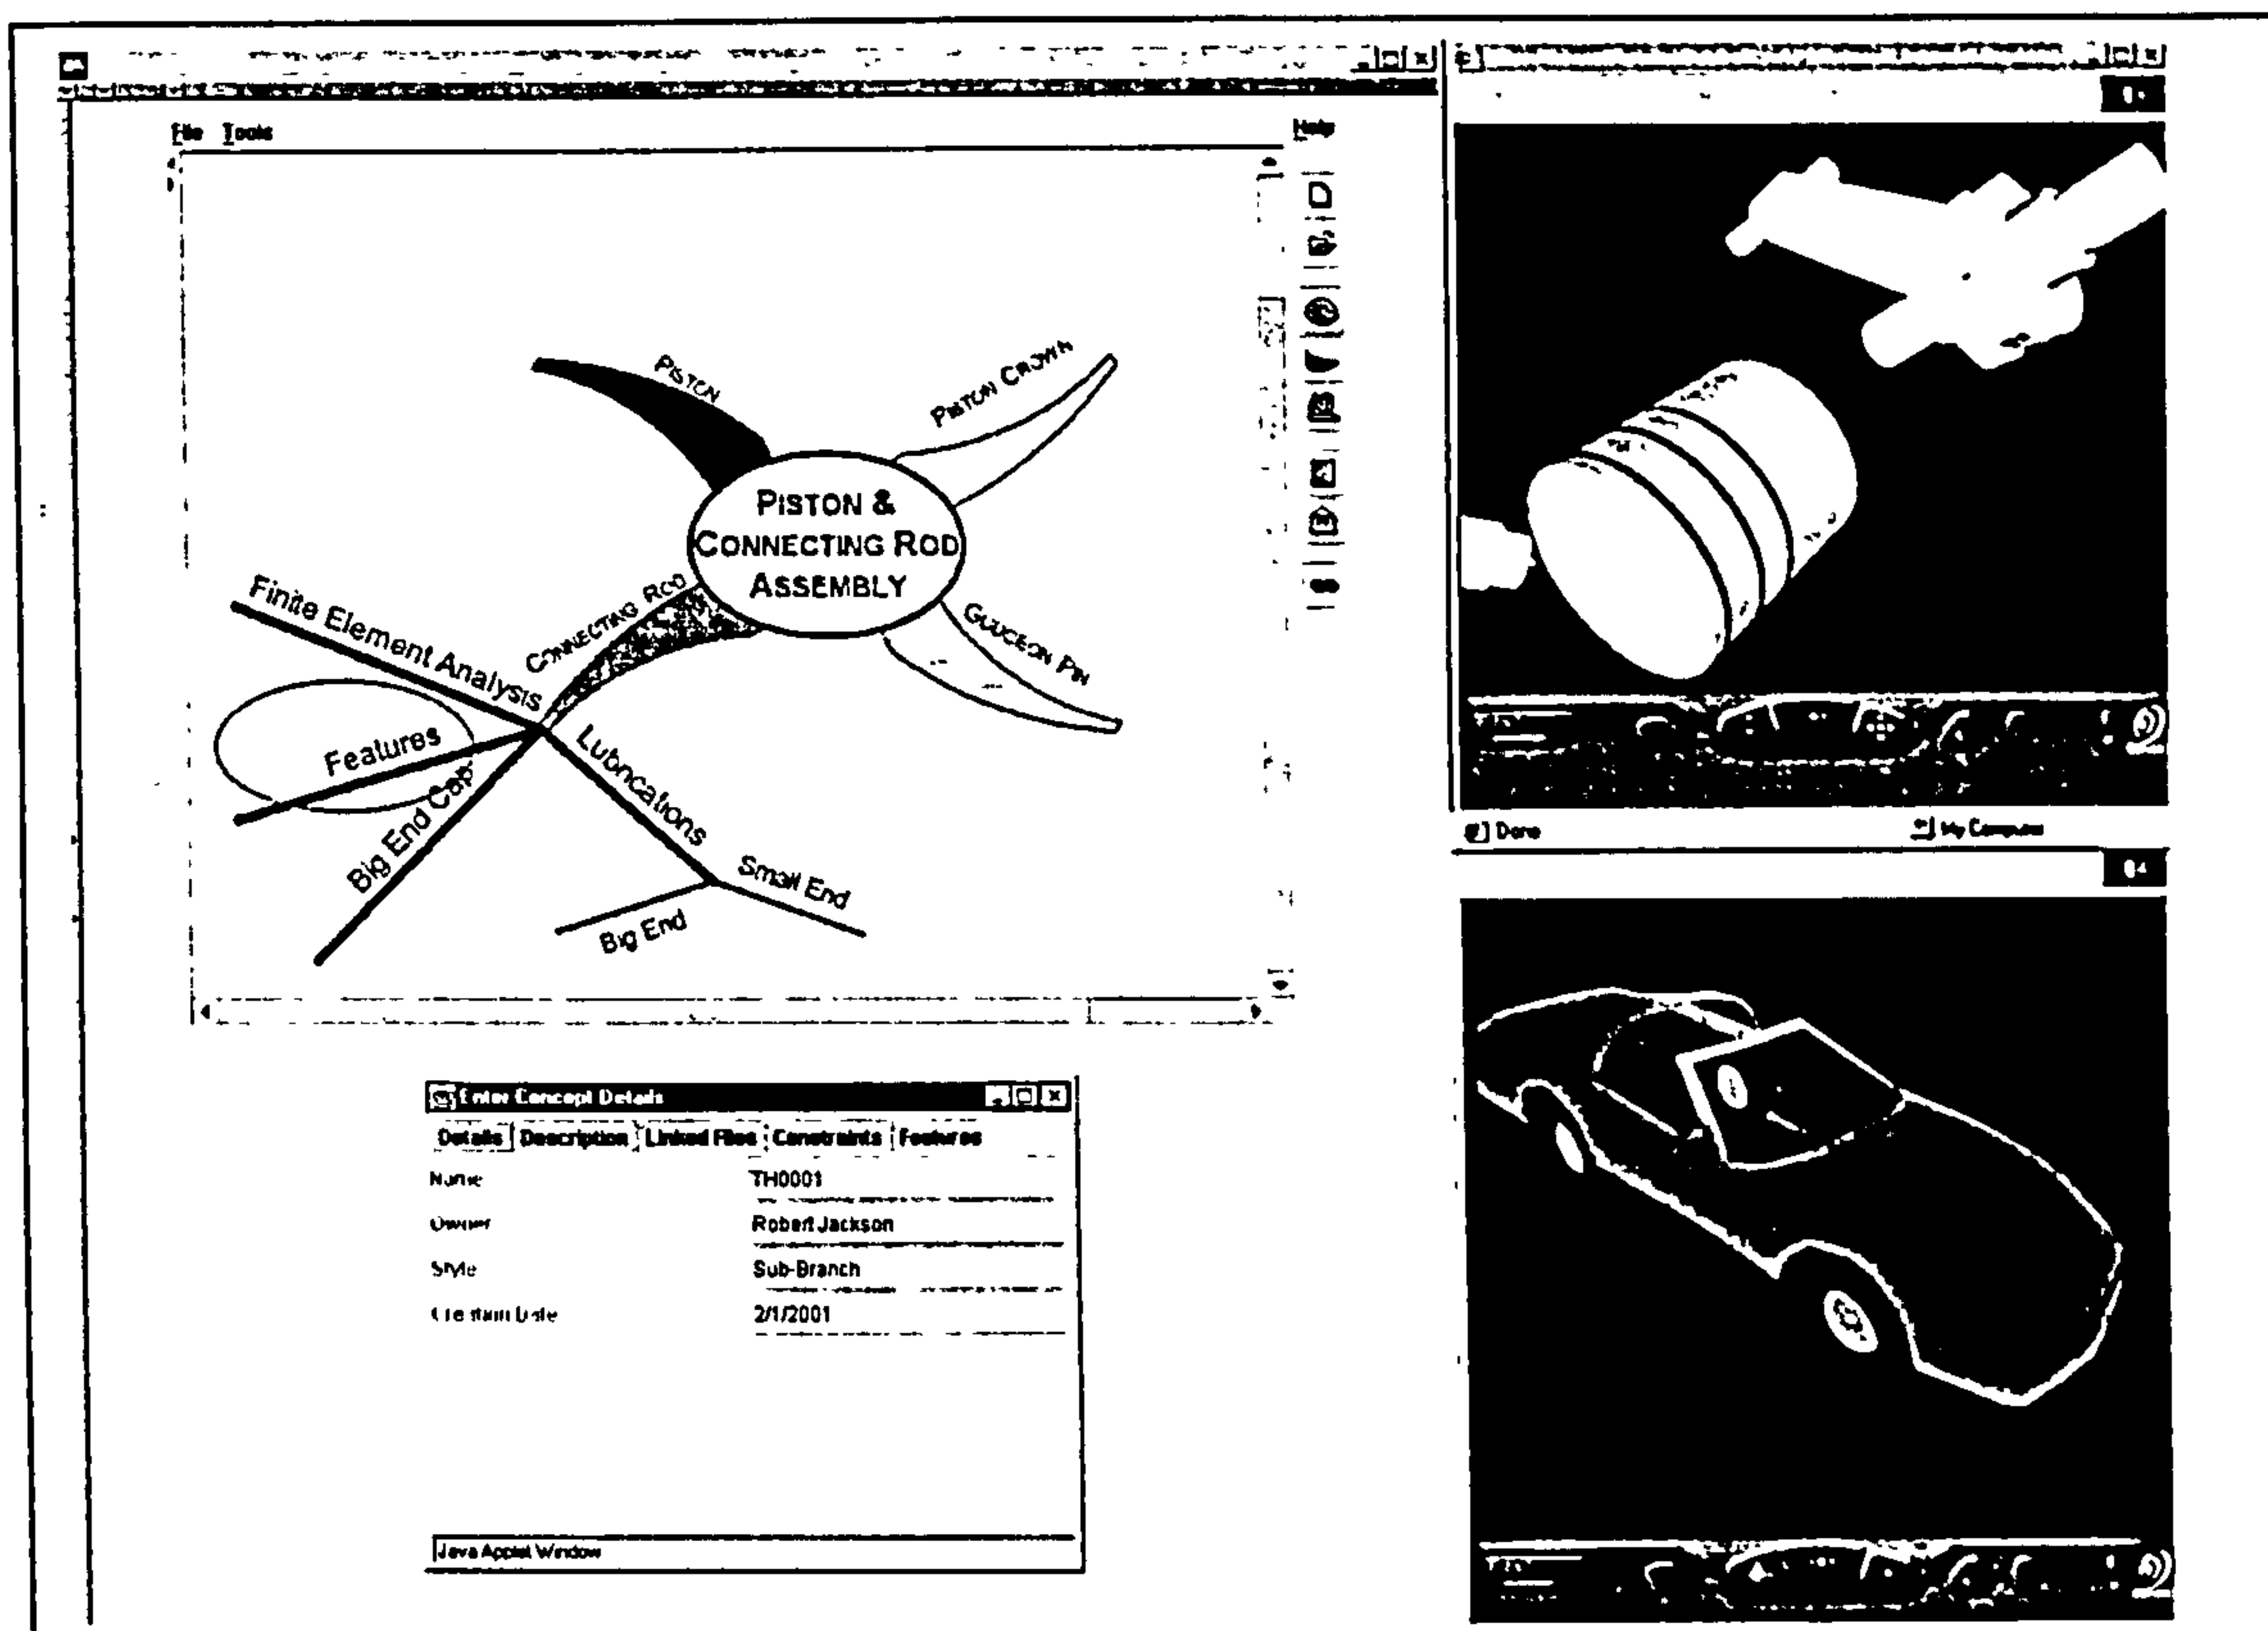 File Tools
Help
PISTON
PISTON CROWN
PISTON &
CONNECTING ROD
ASSEMBLY
CONNECTING ROD
GUDGEON PIN
Finite Element Analysis
Features
Big End Cap
Lubrications
Small End
Big End
Done
My Computer
Enter Concept Details
Details Description Linked Files Constraints Features
Name TH0001
Owner Robert Jackson
Style Sub-Branch
Creation Date 2/1/2001
Java Applet Window